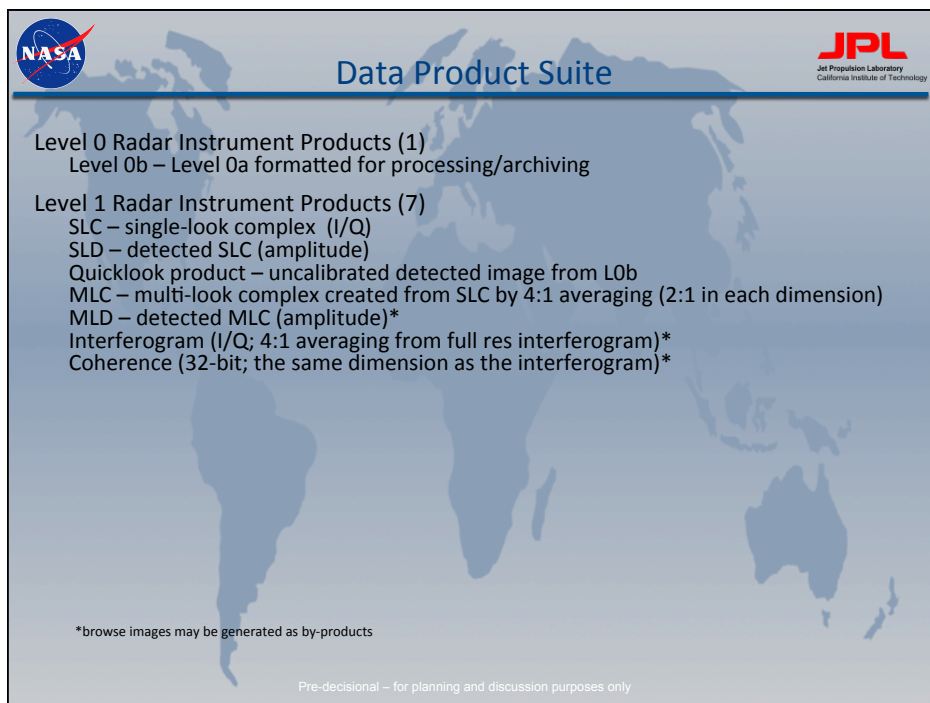 NASA
Data Product Suite
JPL
Jet Propulsion Laboratory
California Institute of Technology
Level 0 Radar Instrument Products (1)
Level 0b – Level 0a formatted for processing/archiving
Level 1 Radar Instrument Products (7)
SLC – single-look complex (I/Q)
SLD – detected SLC (amplitude)
Quicklook product – uncalibrated detected image from L0b
MLC – multi-look complex created from SLC by 4:1 averaging (2:1 in each dimension)
MLD – detected MLC (amplitude)*
Interferogram (I/Q; 4:1 averaging from full res interferogram)*
Coherence (32-bit; the same dimension as the interferogram)*
*browse images may be generated as by-products
Pre-decisional – for planning and discussion purposes only